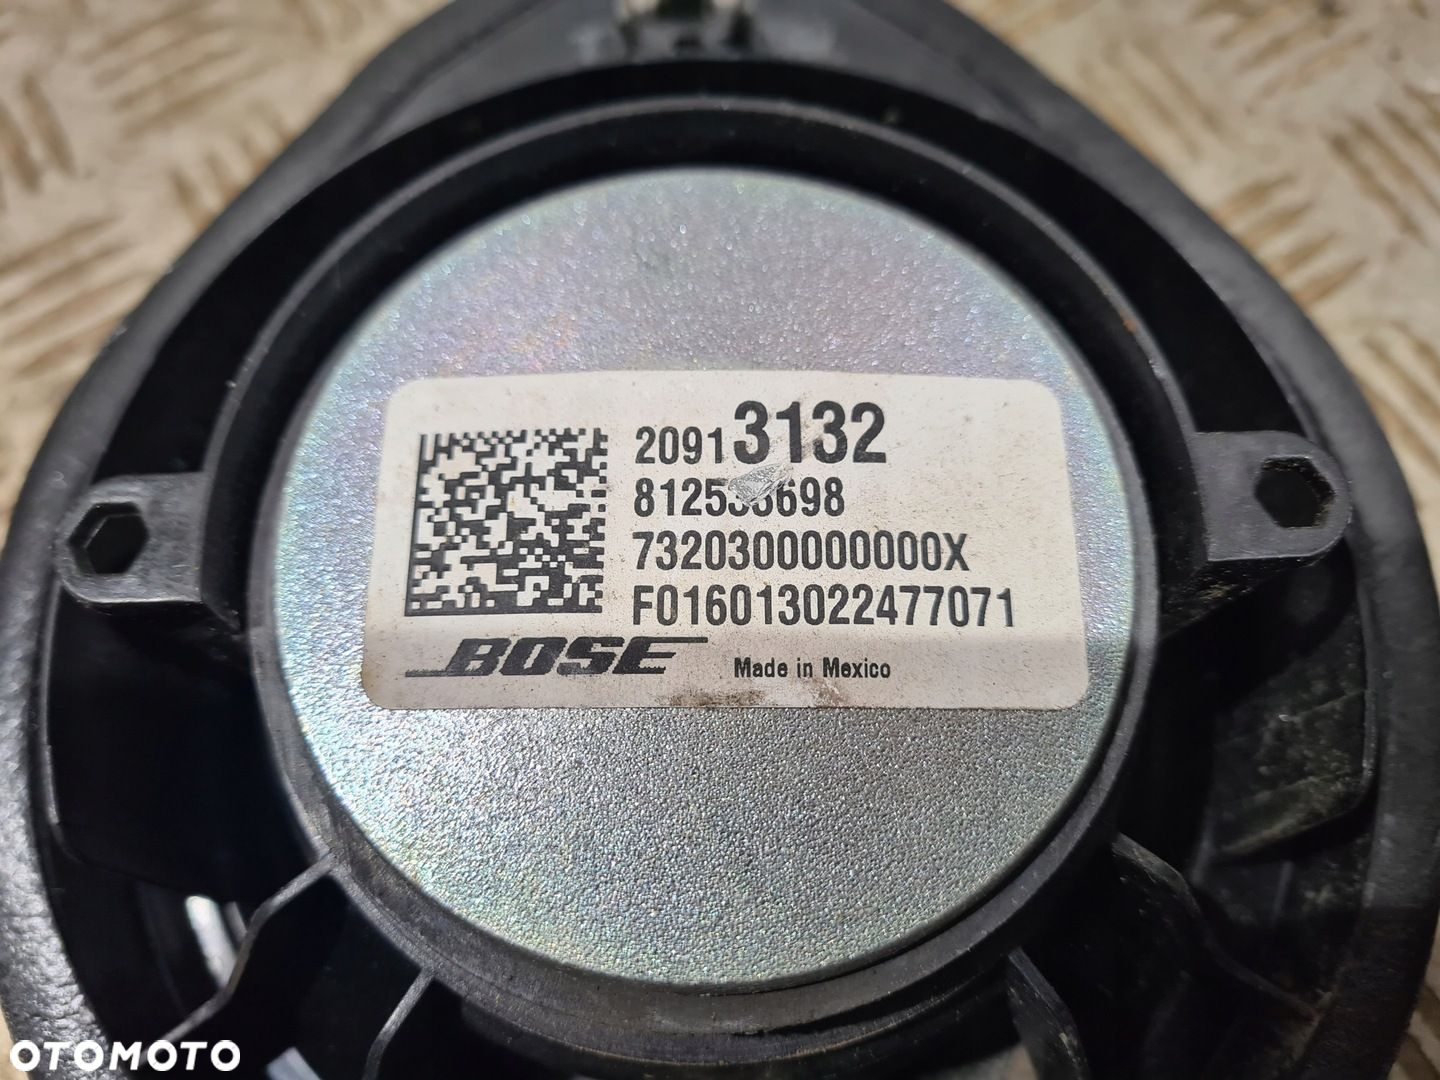 20913132
7320300000000X
F016013022477071
BOSE
Made in Mexico
OTOMOTO